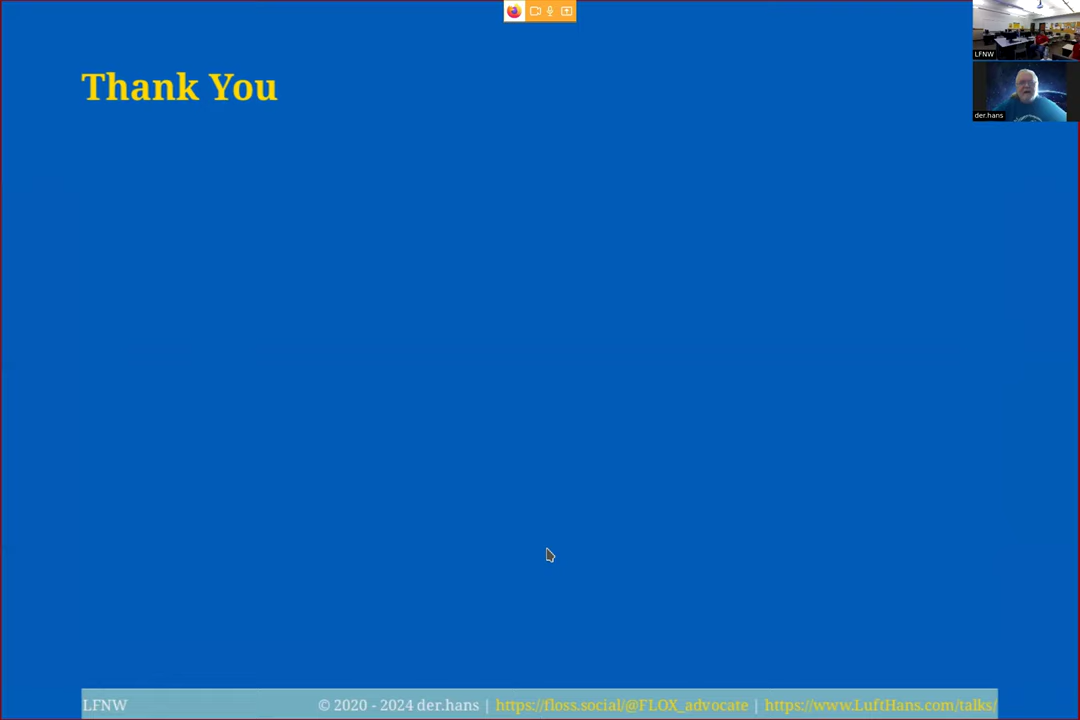 LFNW
der.hans
Thank You
LFNW © 2020 - 2024 der.hans | https://floss.social/@FLOX_advocate | https://www.LuftHans.com/talks/